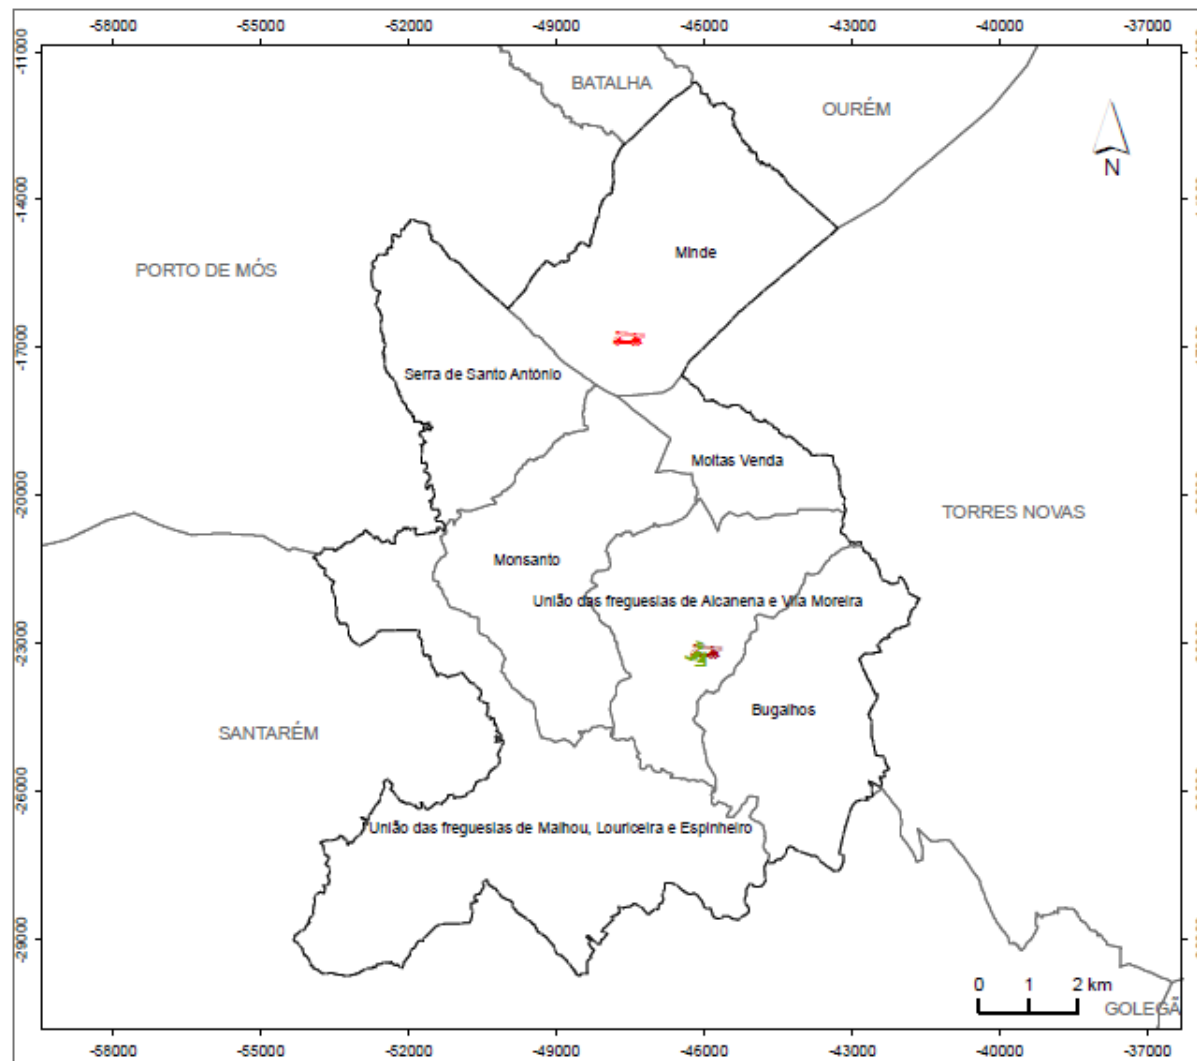 -58000 -55000 -52000 -49000 -46000 -43000 -40000 -37000
-11000
BATALHA
OURÉM
N
-14000
Minde
PORTO DE MÓS
-17000
Serra de Santo António
Moitas Venda
-20000
TORRES NOVAS
Monsanto
União das freguesias de Alcanena e Vila Moreira
-23000
Bugalhos
SANTARÉM
-26000
União das freguesias de Malhou, Louriceira e Espinheiro
-29000
0 1 2 km
GOLEGÃ
-58000 -55000 -52000 -49000 -46000 -43000 -40000 -37000